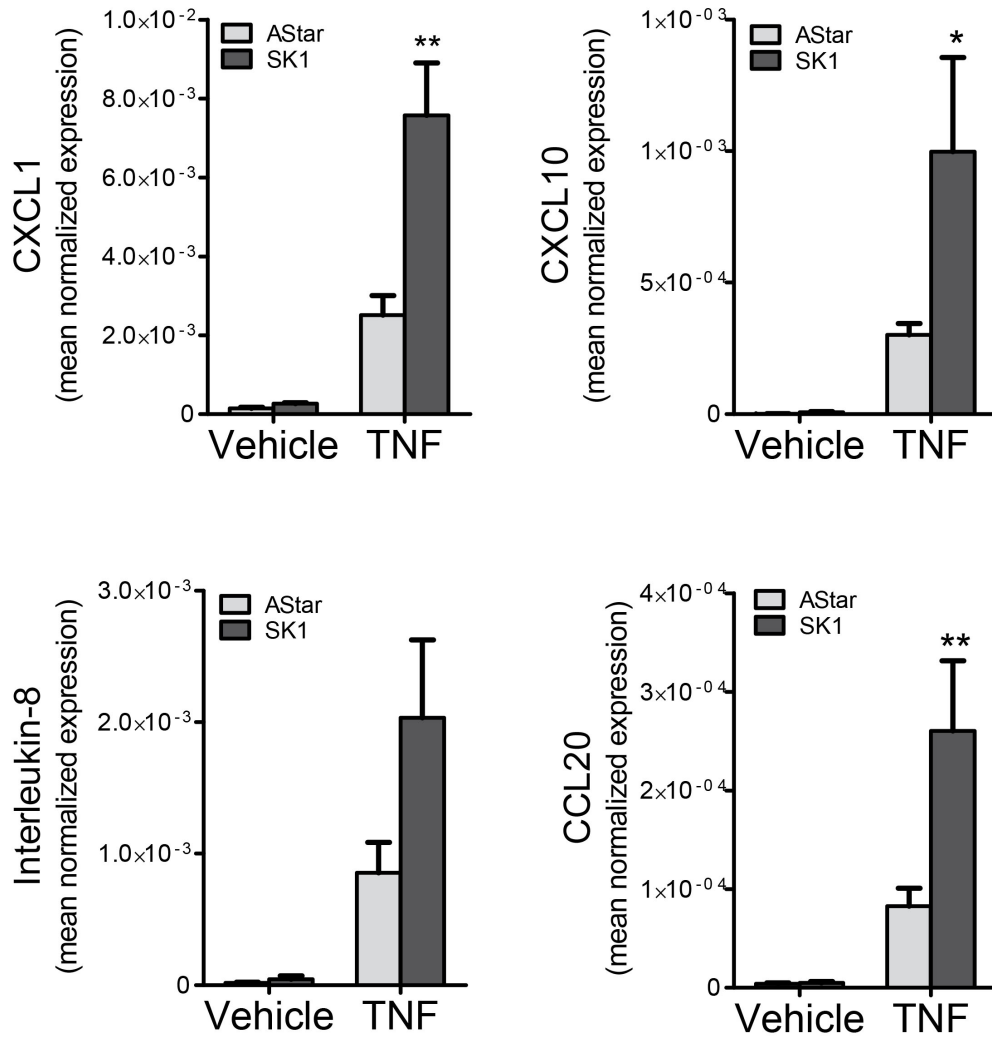 CXCL1
(mean normalized expression)
1.0×10⁻²
8.0×10⁻³
6.0×10⁻³
4.0×10⁻³
2.0×10⁻³
0
AStar
SK1
**
Vehicle TNF
CXCL10
(mean normalized expression)
1×10⁻⁰³
1×10⁻⁰³
5×10⁻⁰⁴
0
AStar
SK1
*
Vehicle TNF
Interleukin-8
(mean normalized expression)
3.0×10⁻³
2.0×10⁻³
1.0×10⁻³
0
AStar
SK1
Vehicle TNF
CCL20
(mean normalized expression)
4×10⁻⁰⁴
3×10⁻⁰⁴
2×10⁻⁰⁴
1×10⁻⁰⁴
0
AStar
SK1
**
Vehicle TNF